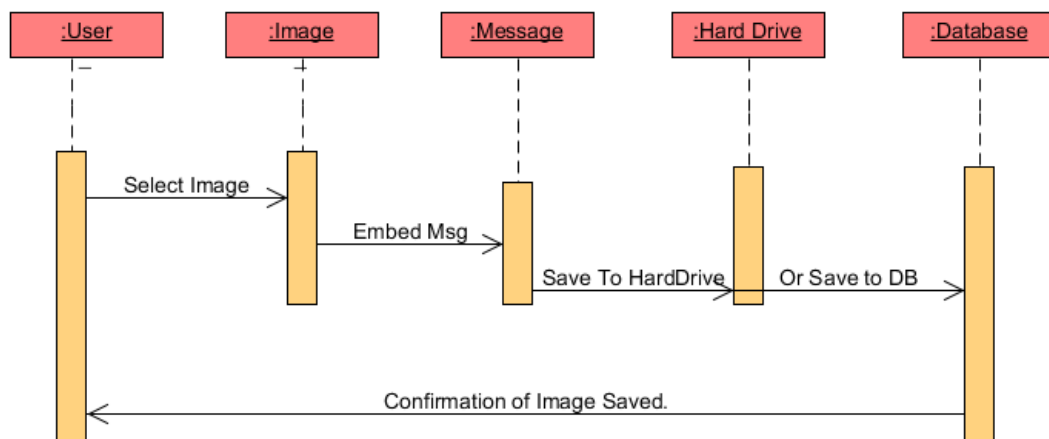 :User
:Image
:Message
:Hard Drive
:Database
Select Image
Embed Msg
Save To HardDrive
Or Save to DB
Confirmation of Image Saved.